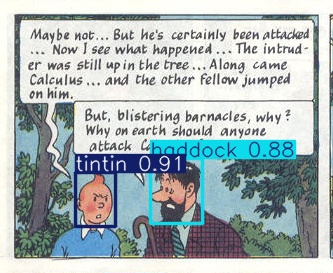 Maybe not... But he's certainly been attacked
... Now I see what happened... The intrud-
er was still up in the tree... Along came
Calculus... and the other fellow jumped
on him.
But, blistering barnacles, why?
Why on earth should anyone
attack
haddock 0.88
tintin 0.91